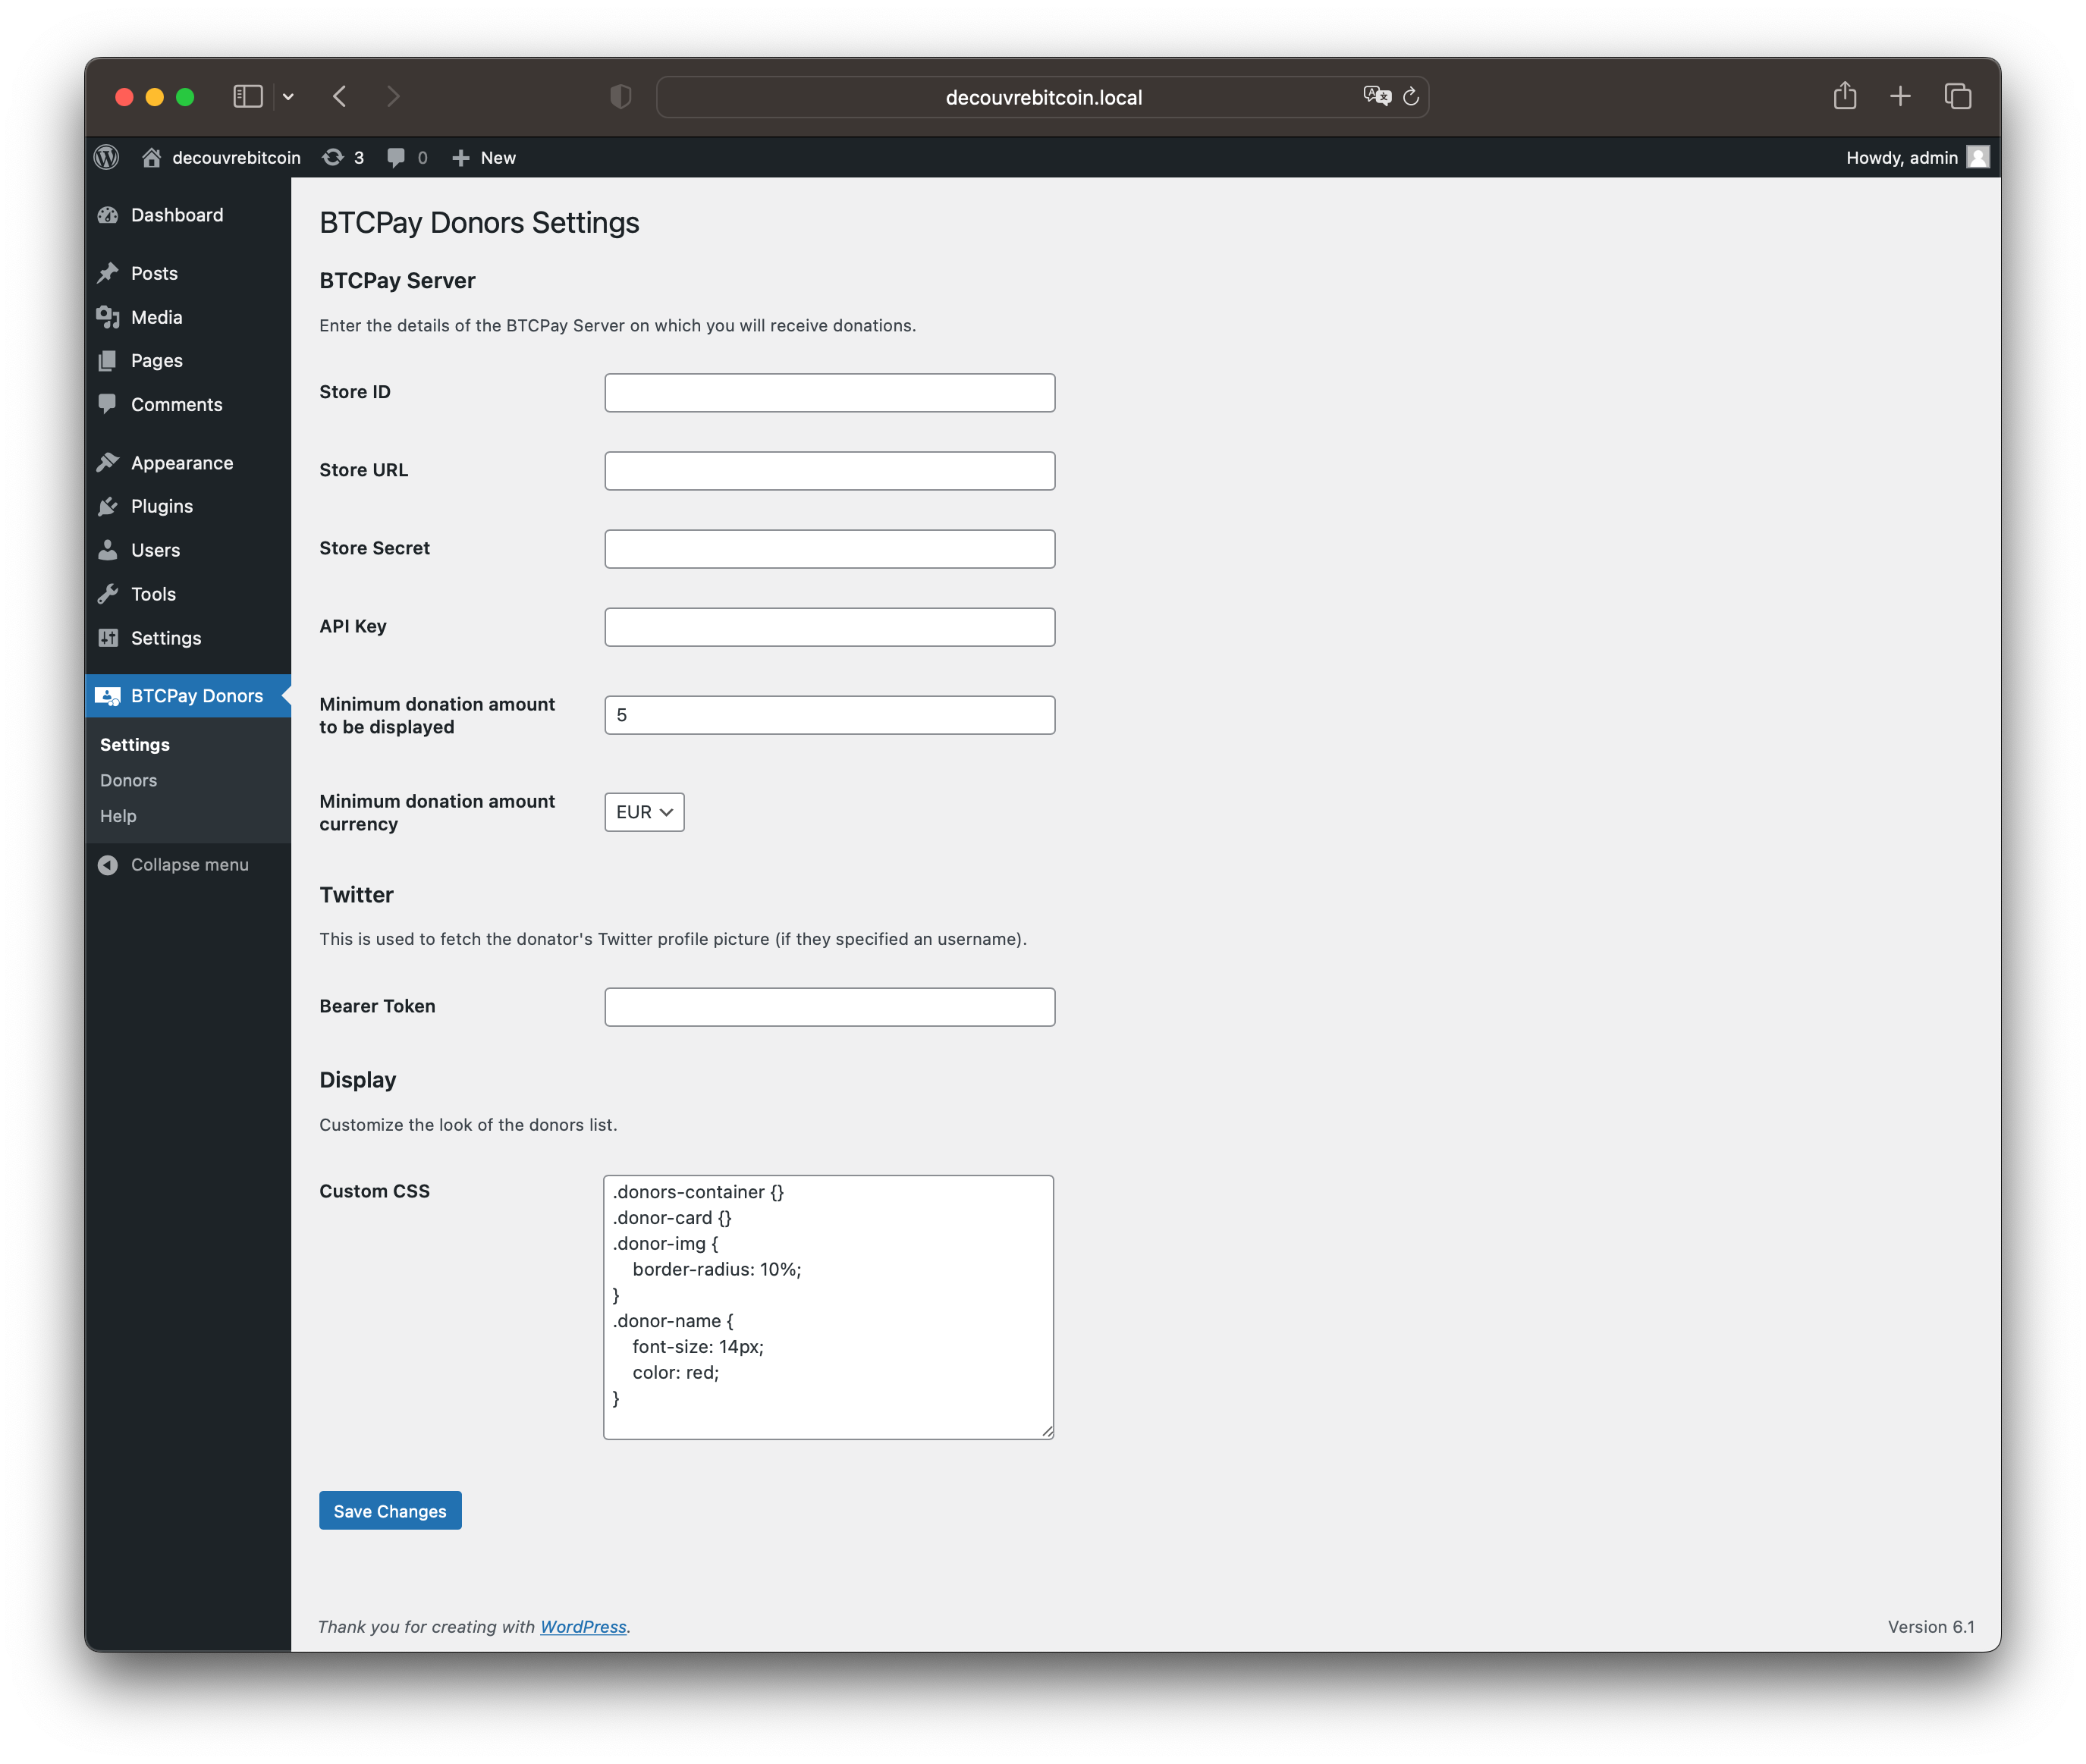 decouvrebitcoin.local
decouvrebitcoin 3 0 New Howdy, admin
Dashboard
Posts
Media
Pages
Comments
Appearance
Plugins
Users
Tools
Settings
BTCPay Donors
Settings
Donors
Help
Collapse menu
BTCPay Donors Settings
BTCPay Server
Enter the details of the BTCPay Server on which you will receive donations.
Store ID
Store URL
Store Secret
API Key
Minimum donation amount
to be displayed
5
Minimum donation amount
currency
EUR
Twitter
This is used to fetch the donator's Twitter profile picture (if they specified an username).
Bearer Token
Display
Customize the look of the donors list.
Custom CSS
.donors-container {}
.donor-card {}
.donor-img {
    border-radius: 10%;
}
.donor-name {
    font-size: 14px;
    color: red;
}
Save Changes
Thank you for creating with WordPress.
Version 6.1